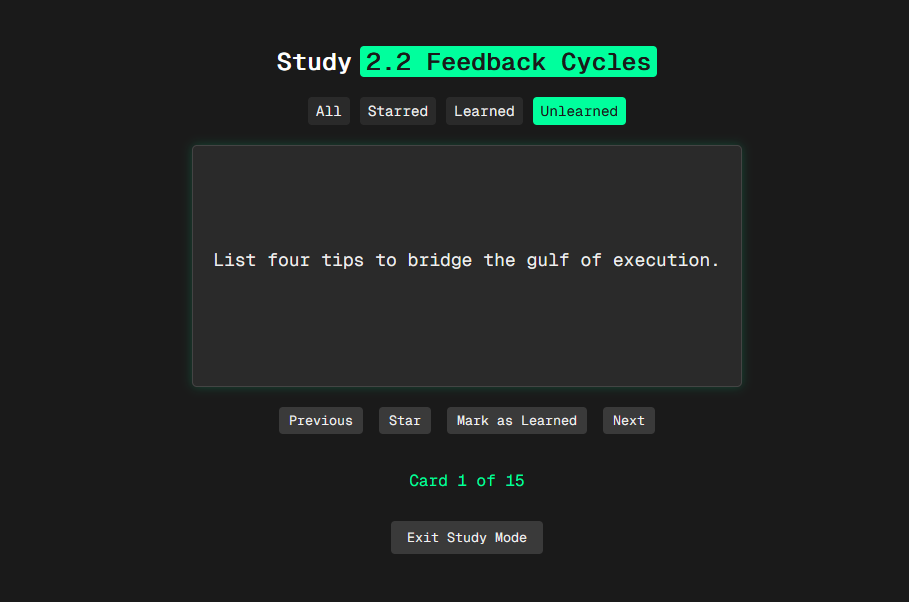 Study 2.2 Feedback Cycles
All Starred Learned Unlearned
List four tips to bridge the gulf of execution.
Previous Star Mark as Learned Next
Card 1 of 15
Exit Study Mode